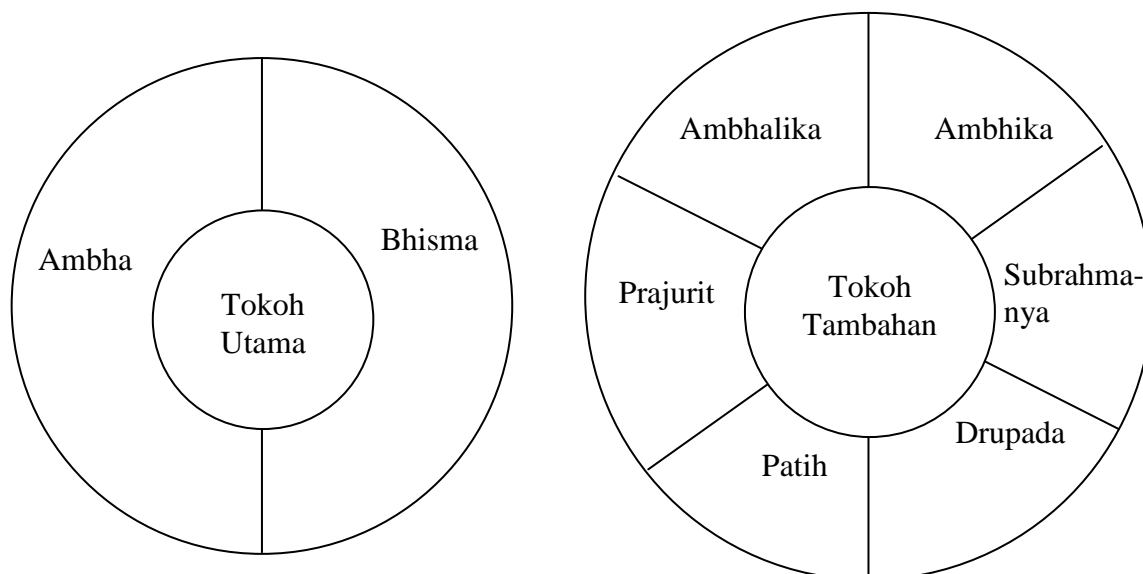 Ambha
Bhisma
Tokoh
Utama
Ambhalika
Ambhika
Prajurit
Tokoh
Tambahan
Subrahma-
nya
Patih
Drupada